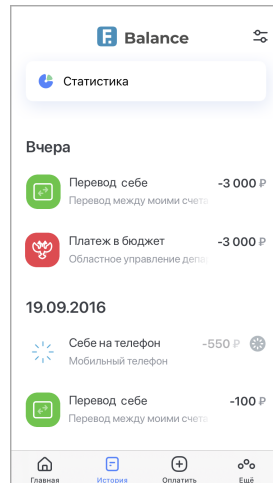 Balance
Статистика
Вчера
Перевод себе -3 000 ₽
Перевод между моими счета
Платеж в бюджет -3 000 ₽
Областное управление депа
19.09.2016
Себе на телефон -550 ₽
Мобильный телефон
Перевод себе -100 ₽
Перевод между моими счета
Главная История Оплатить Ещё